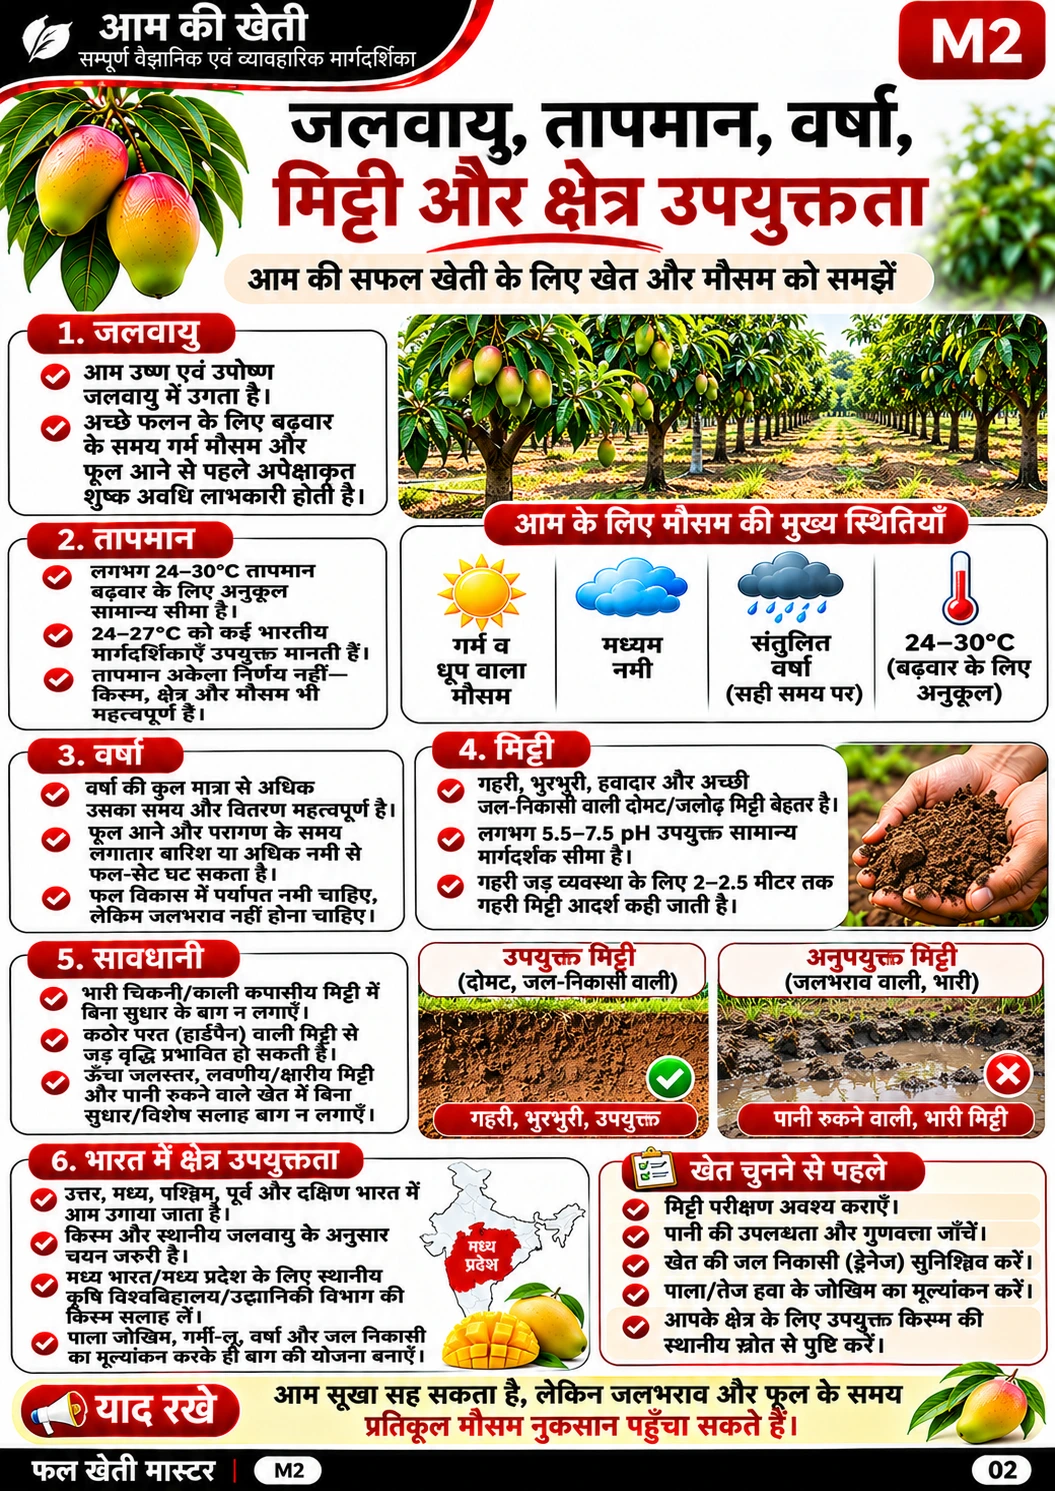 आम की खेती
सम्पूर्ण वैज्ञानिक एवं व्यावहारिक मार्गदर्शिका
M2
जलवायु, तापमान, वर्षा,
मिट्टी और क्षेत्र उपयुक्तता
आम की सफल खेती के लिए खेत और मौसम को समझें
1. जलवायु
आम उष्ण एवं उपोष्ण
जलवायु में उगता है।
अच्छे फलन के लिए बढ़वार
के समय गर्म मौसम और
फूल आने से पहले अपेक्षाकृत
शुष्क अवधि लाभकारी होती है।
2. तापमान
लगभग 24–30°C तापमान
बढ़वार के लिए अनुकूल
सामान्य सीमा है।
24–27°C को कई भारतीय
मार्गदर्शिकाएँ उपयुक्त मानती हैं।
तापमान अकेला निर्णय नहीं—
किस्म, क्षेत्र और मौसम भी
महत्वपूर्ण हैं।
आम के लिए मौसम की मुख्य स्थितियाँ
गर्म व
धूप वाला
मौसम
मध्यम
नमी
संतुलित
वर्षा
(सही समय पर)
24–30°C
(बढ़वार के लिए
अनुकूल)
3. वर्षा
वर्षा की कुल मात्रा से अधिक
उसका समय और वितरण महत्वपूर्ण है।
फूल आने और परागण के समय
लगातार बारिश या अधिक नमी से
फल-सेट घट सकता है।
फल विकास में पर्यापत नमी चाहिए,
लेकिम जलभराव नहीं होना चाहिए।
4. मिट्टी
गहरी, भुरभुरी, हवादार और अच्छी
जल-निकासी वाली दोमट/जलोढ़ मिट्टी बेहतर है।
लगभग 5.5–7.5 pH उपयुक्त सामान्य
मार्गदर्शक सीमा है।
गहरी जड़ व्यवस्था के लिए 2–2.5 मीटर तक
गहरी मिट्टी आदर्श कही जाती है।
5. सावधानी
भारी चिकनी/काली कपासीय मिट्टी में
बिना सुधार के बाग न लगाएँ।
कठोर परत (हार्डपैन) वाली मिट्टी से
जड़ वृद्धि प्रभावित हो सकती है।
ऊँचा जलस्तर, लवणीय/क्षारीय मिट्टी
और पानी रुकने वाले खेत में बिना
सुधार/विशेष सलाह बाग न लगाएँ।
उपयुक्त मिट्टी
(दोमट, जल-निकासी वाली)
गहरी, भुरभुरी, उपयुक्त
अनुपयुक्त मिट्टी
(जलभराव वाली, भारी)
पानी रुकने वाली, भारी मिट्टी
6. भारत में क्षेत्र उपयुक्तता
उत्तर, मध्य, पश्चिम, पूर्व और दक्षिण भारत में
आम उगाया जाता है।
किस्म और स्थानीय जलवायु के अनुसार
चयन जरुरी है।
मध्य भारत/मध्य प्रदेश के लिए स्थानीय
कृषि विश्वबिहालय/उद्यानिकी विभाग की
किस्म सलाह लें।
पाला जोखिम, गर्मी-लू, वर्षा और जल निकासी
का मूल्यांकन करके ही बाग की योजना बनाएँ।
मध्य
प्रदेश
खेत चुनने से पहले
मिट्टी परीक्षण अवश्य कराएँ।
पानी की उपलधता और गुणवत्ता जाँचें।
खेत की जल निकासी (ड्रेनेज) सुनिश्चित करें।
पाला/तेज हवा के जोखिम का मूल्यांकन करें।
आपके क्षेत्र के लिए उपयुक्त किस्म की
स्थानीय स्रोत से पुष्टि करें।
याद रखे
आम सूखा सह सकता है, लेकिन जलभराव और फूल के समय
प्रतिकूल मौसम नुकसान पहुँचा सकते हैं।
फल खेती मास्टर
M2
02